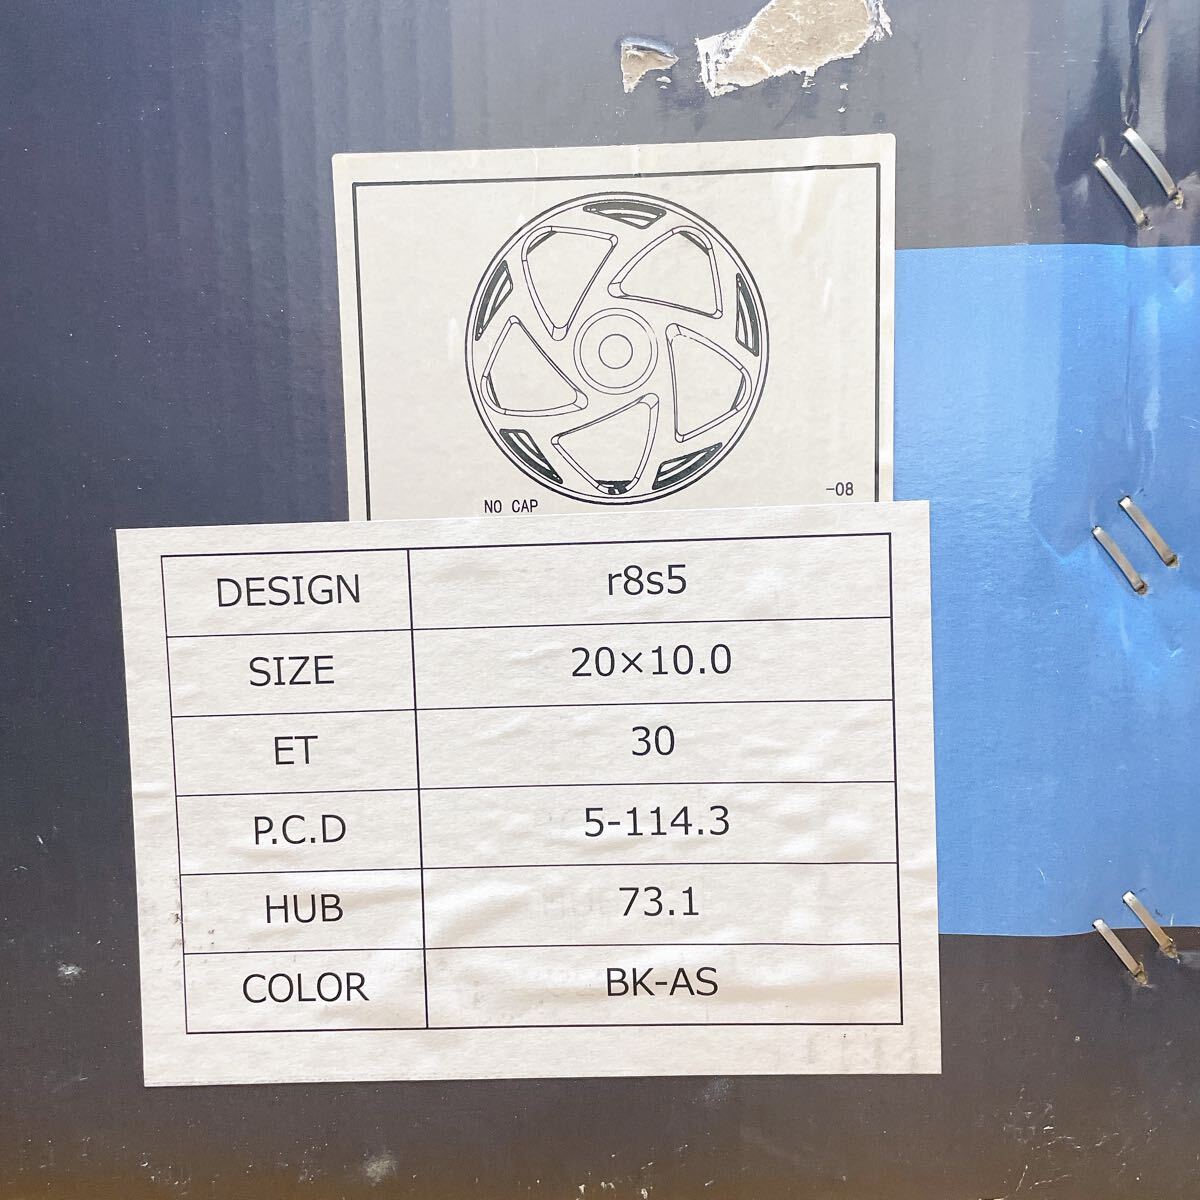 NO CAP
-08
DESIGN r8s5
SIZE 20×10.0
ET 30
P.C.D 5-114.3
HUB 73.1
COLOR BK-AS